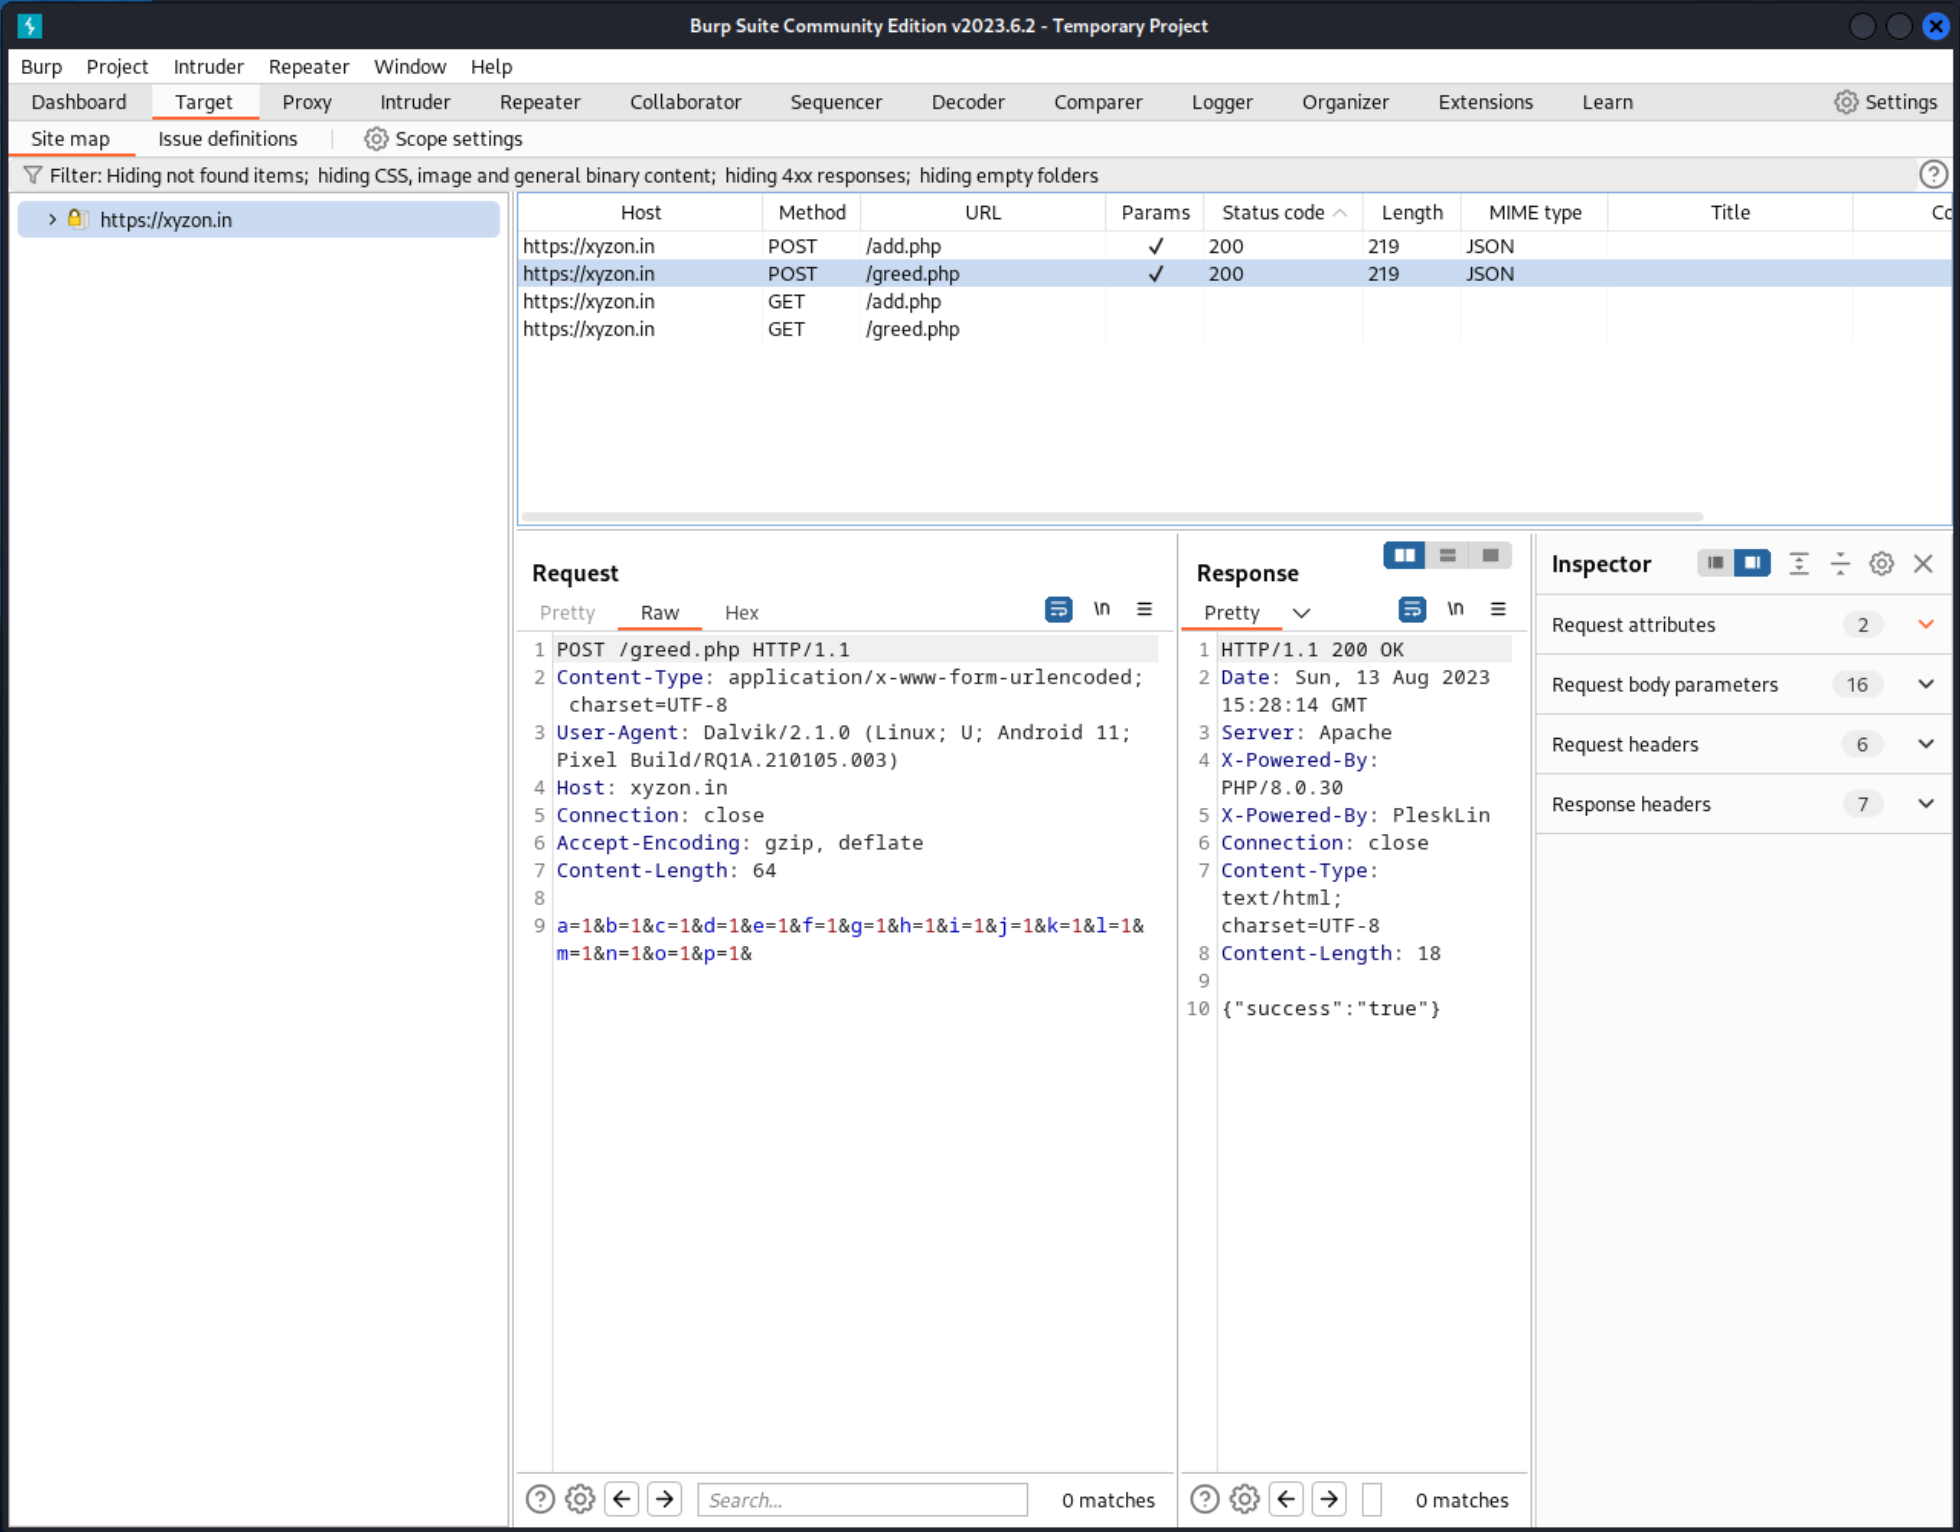 Burp Suite Community Edition v2023.6.2 - Temporary Project
Burp Project Intruder Repeater Window Help
Dashboard Target Proxy Intruder Repeater Collaborator Sequencer Decoder Comparer Logger Organizer Extensions Learn Settings
Site map Issue definitions Scope settings
Filter: Hiding not found items; hiding CSS, image and general binary content; hiding 4xx responses; hiding empty folders
https://xyzon.in
Host Method URL Params Status code Length MIME type Title Co
https://xyzon.in POST /add.php ✓ 200 219 JSON
https://xyzon.in POST /greed.php ✓ 200 219 JSON
https://xyzon.in GET /add.php
https://xyzon.in GET /greed.php
Request
Pretty Raw Hex \n
1 POST /greed.php HTTP/1.1
2 Content-Type: application/x-www-form-urlencoded;
charset=UTF-8
3 User-Agent: Dalvik/2.1.0 (Linux; U; Android 11;
Pixel Build/RQ1A.210105.003)
4 Host: xyzon.in
5 Connection: close
6 Accept-Encoding: gzip, deflate
7 Content-Length: 64
8
9 a=1&b=1&c=1&d=1&e=1&f=1&g=1&h=1&i=1&j=1&k=1&l=1&
m=1&n=1&o=1&p=1&
Search... 0 matches
Response
Pretty \n
1 HTTP/1.1 200 OK
2 Date: Sun, 13 Aug 2023
15:28:14 GMT
3 Server: Apache
4 X-Powered-By:
PHP/8.0.30
5 X-Powered-By: PleskLin
6 Connection: close
7 Content-Type:
text/html;
charset=UTF-8
8 Content-Length: 18
9
10 {"success":"true"}
0 matches
Inspector
Request attributes 2
Request body parameters 16
Request headers 6
Response headers 7